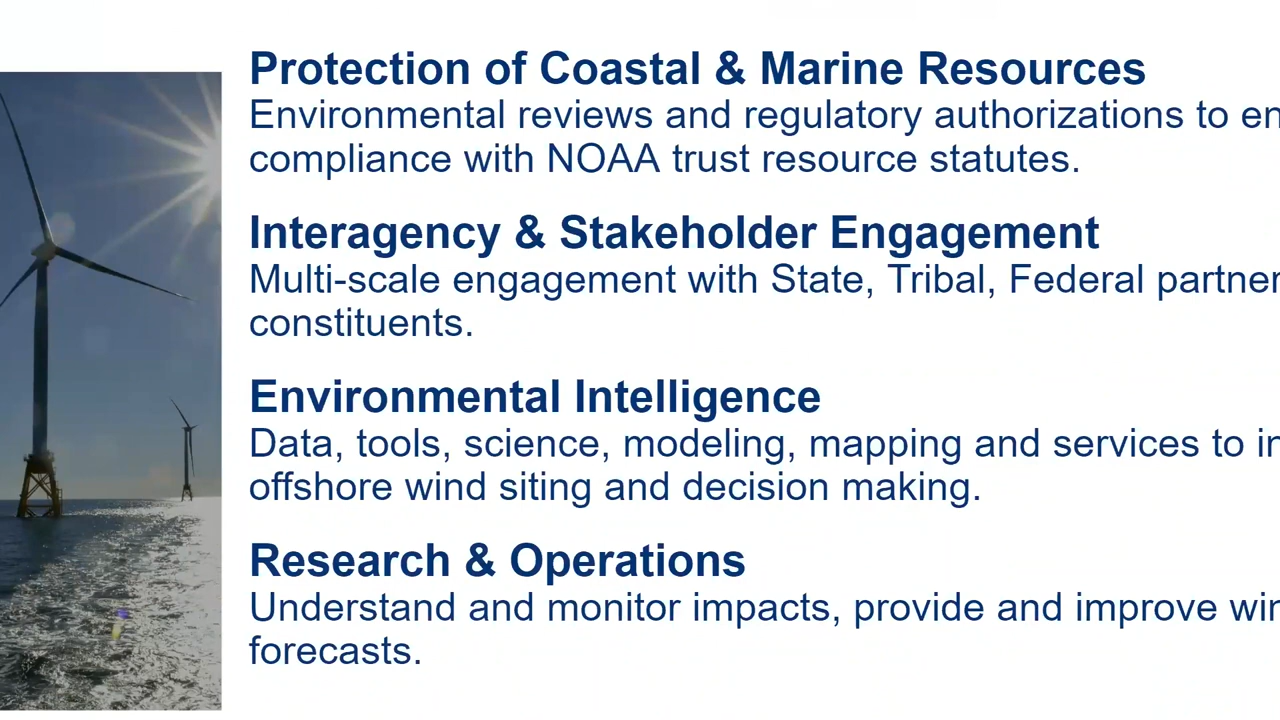 Protection of Coastal & Marine Resources
Environmental reviews and regulatory authorizations to en
compliance with NOAA trust resource statutes.
Interagency & Stakeholder Engagement
Multi-scale engagement with State, Tribal, Federal partner
constituents.
Environmental Intelligence
Data, tools, science, modeling, mapping and services to in
offshore wind siting and decision making.
Research & Operations
Understand and monitor impacts, provide and improve win
forecasts.